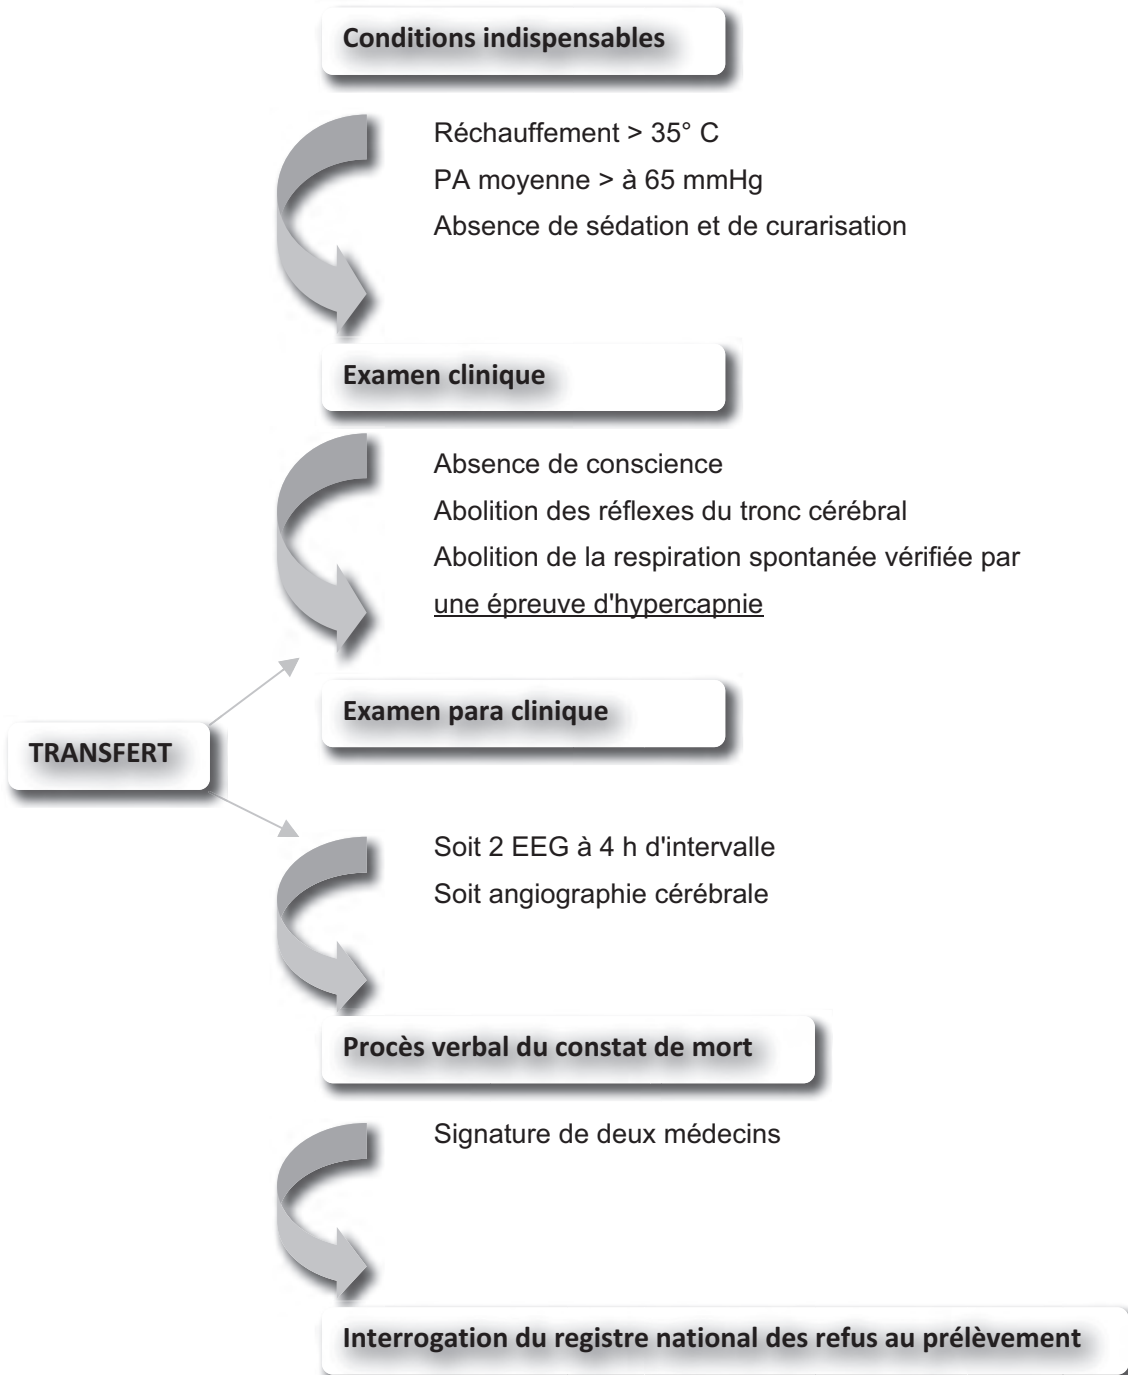 Conditions indispensables
Réchauffement > 35° C
PA moyenne > à 65 mmHg
Absence de sédation et de curarisation
Examen clinique
Absence de conscience
Abolition des réflexes du tronc cérébral
Abolition de la respiration spontanée vérifiée par
une épreuve d'hypercapnie
Examen para clinique
TRANSFERT
Soit 2 EEG à 4 h d'intervalle
Soit angiographie cérébrale
Procès verbal du constat de mort
Signature de deux médecins
Interrogation du registre national des refus au prélèvement